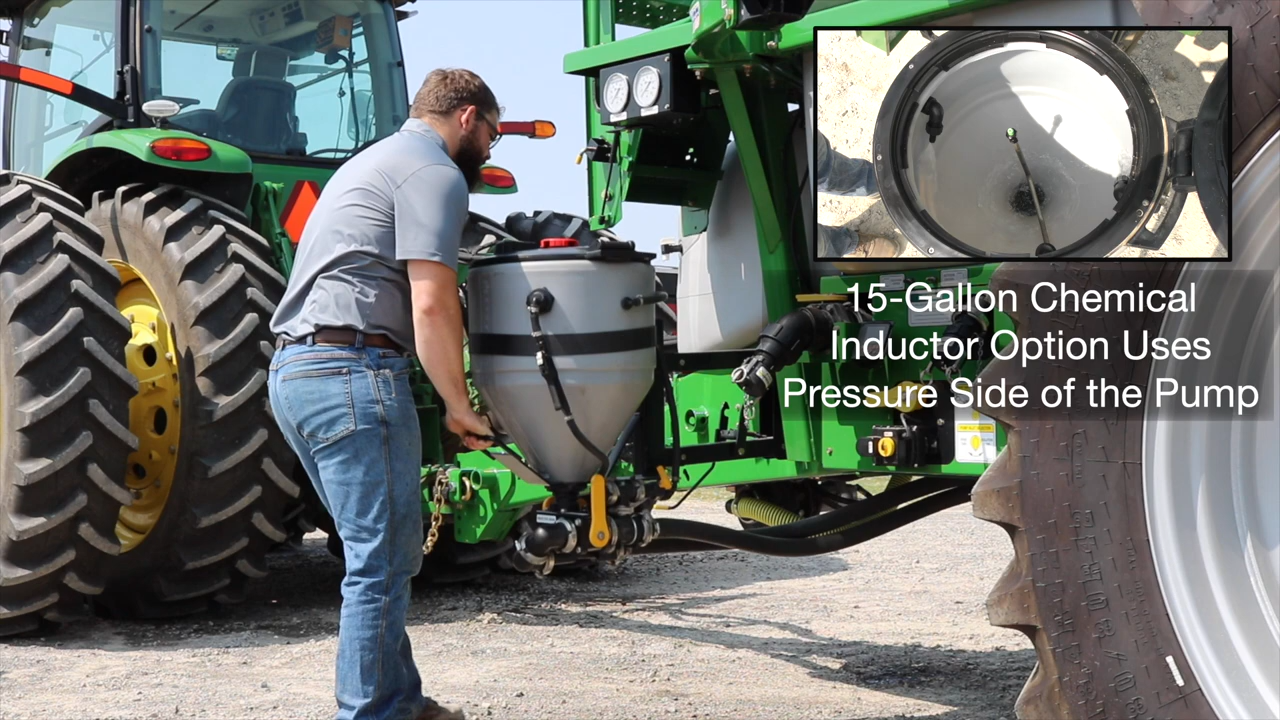 15-Gallon Chemical
Inductor Option Uses
Pressure Side of the Pump